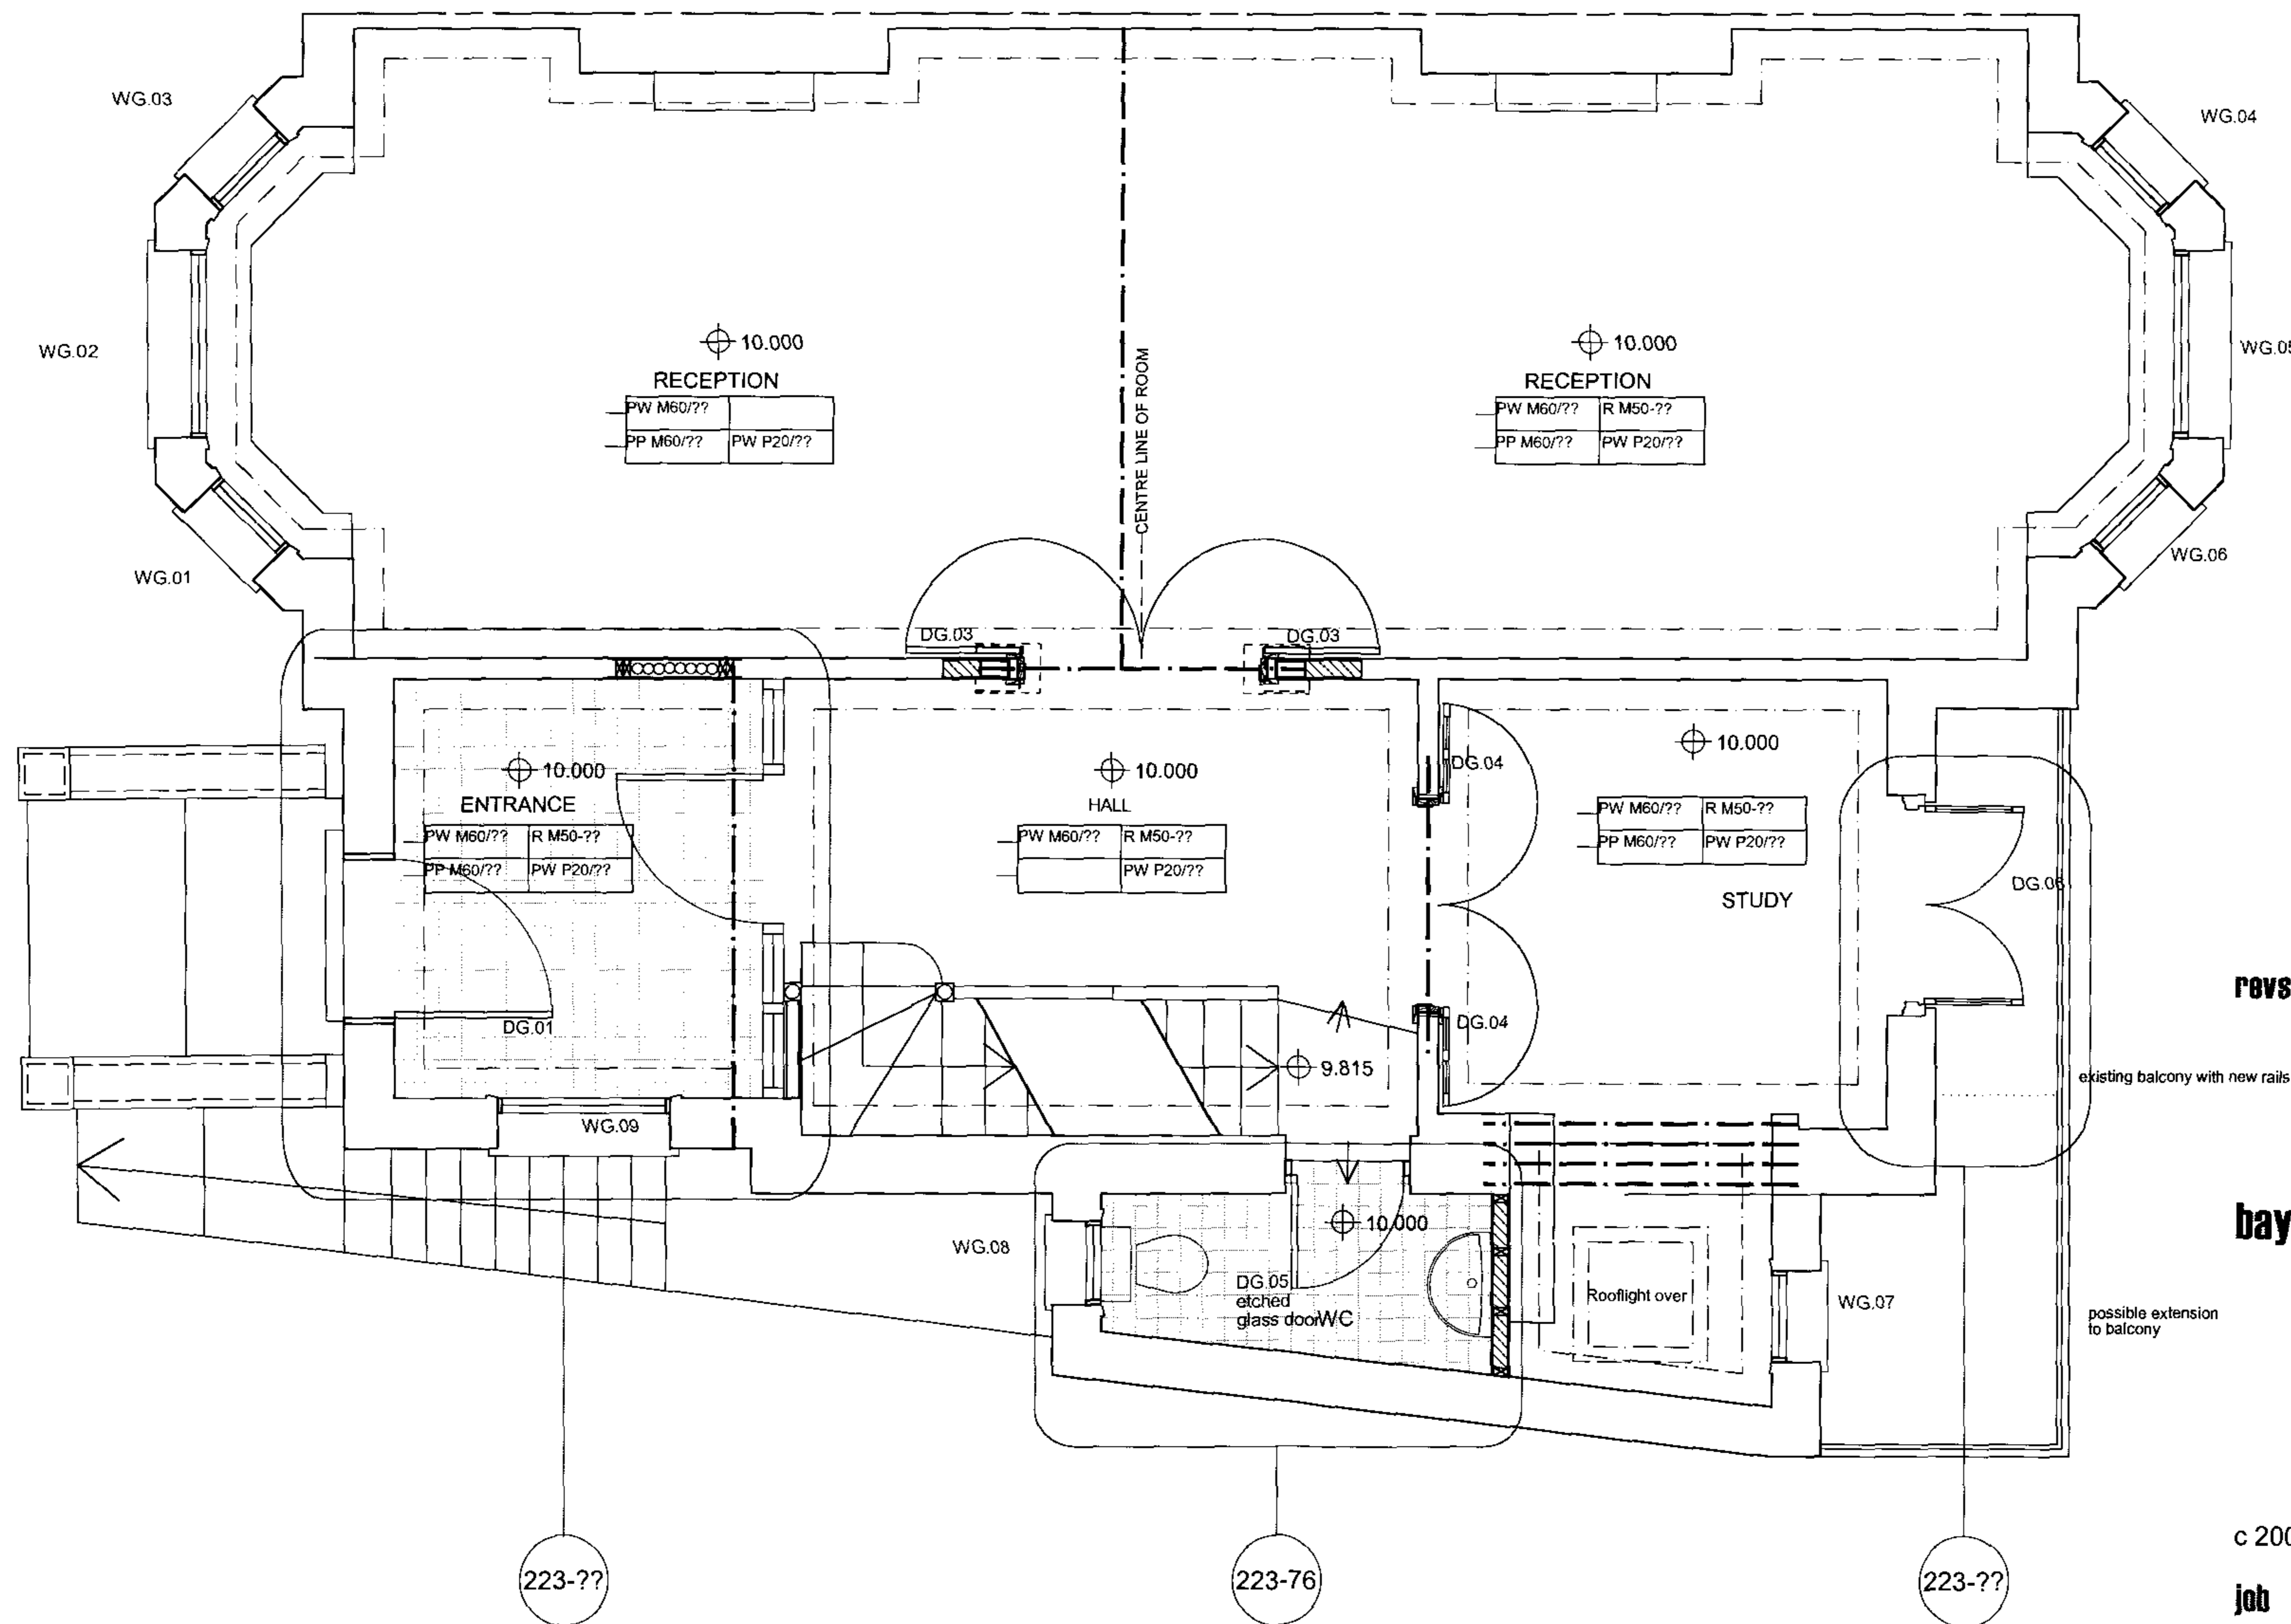 WG.03
WG.04
WG.02
WG.05
10.000
10.000
RECEPTION
RECEPTION
CENTRE LINE OF ROOM
PW M60/??
PP M60/?? PW P20/??
PW M60/?? R M50-??
PP M60/?? PW P20/??
WG.01
WG.06
DG.03
DG.03
10.000
ENTRANCE
PW M60/?? R M50-??
PP M60/?? PW P20/??
DG.01
10.000
HALL
PW M60/?? R M50-??
PW P20/??
DG.04
10.000
PW M60/?? R M50-??
PP M60/?? PW P20/??
STUDY
DG.06
DG.04
9.815
revs
existing balcony with new rails
WG.09
WG.08
10.000
DG.05
etched
glass door
WC
Rooflight over
WG.07
bay
possible extension
to balcony
c 200
223-??
223-76
223-??
job